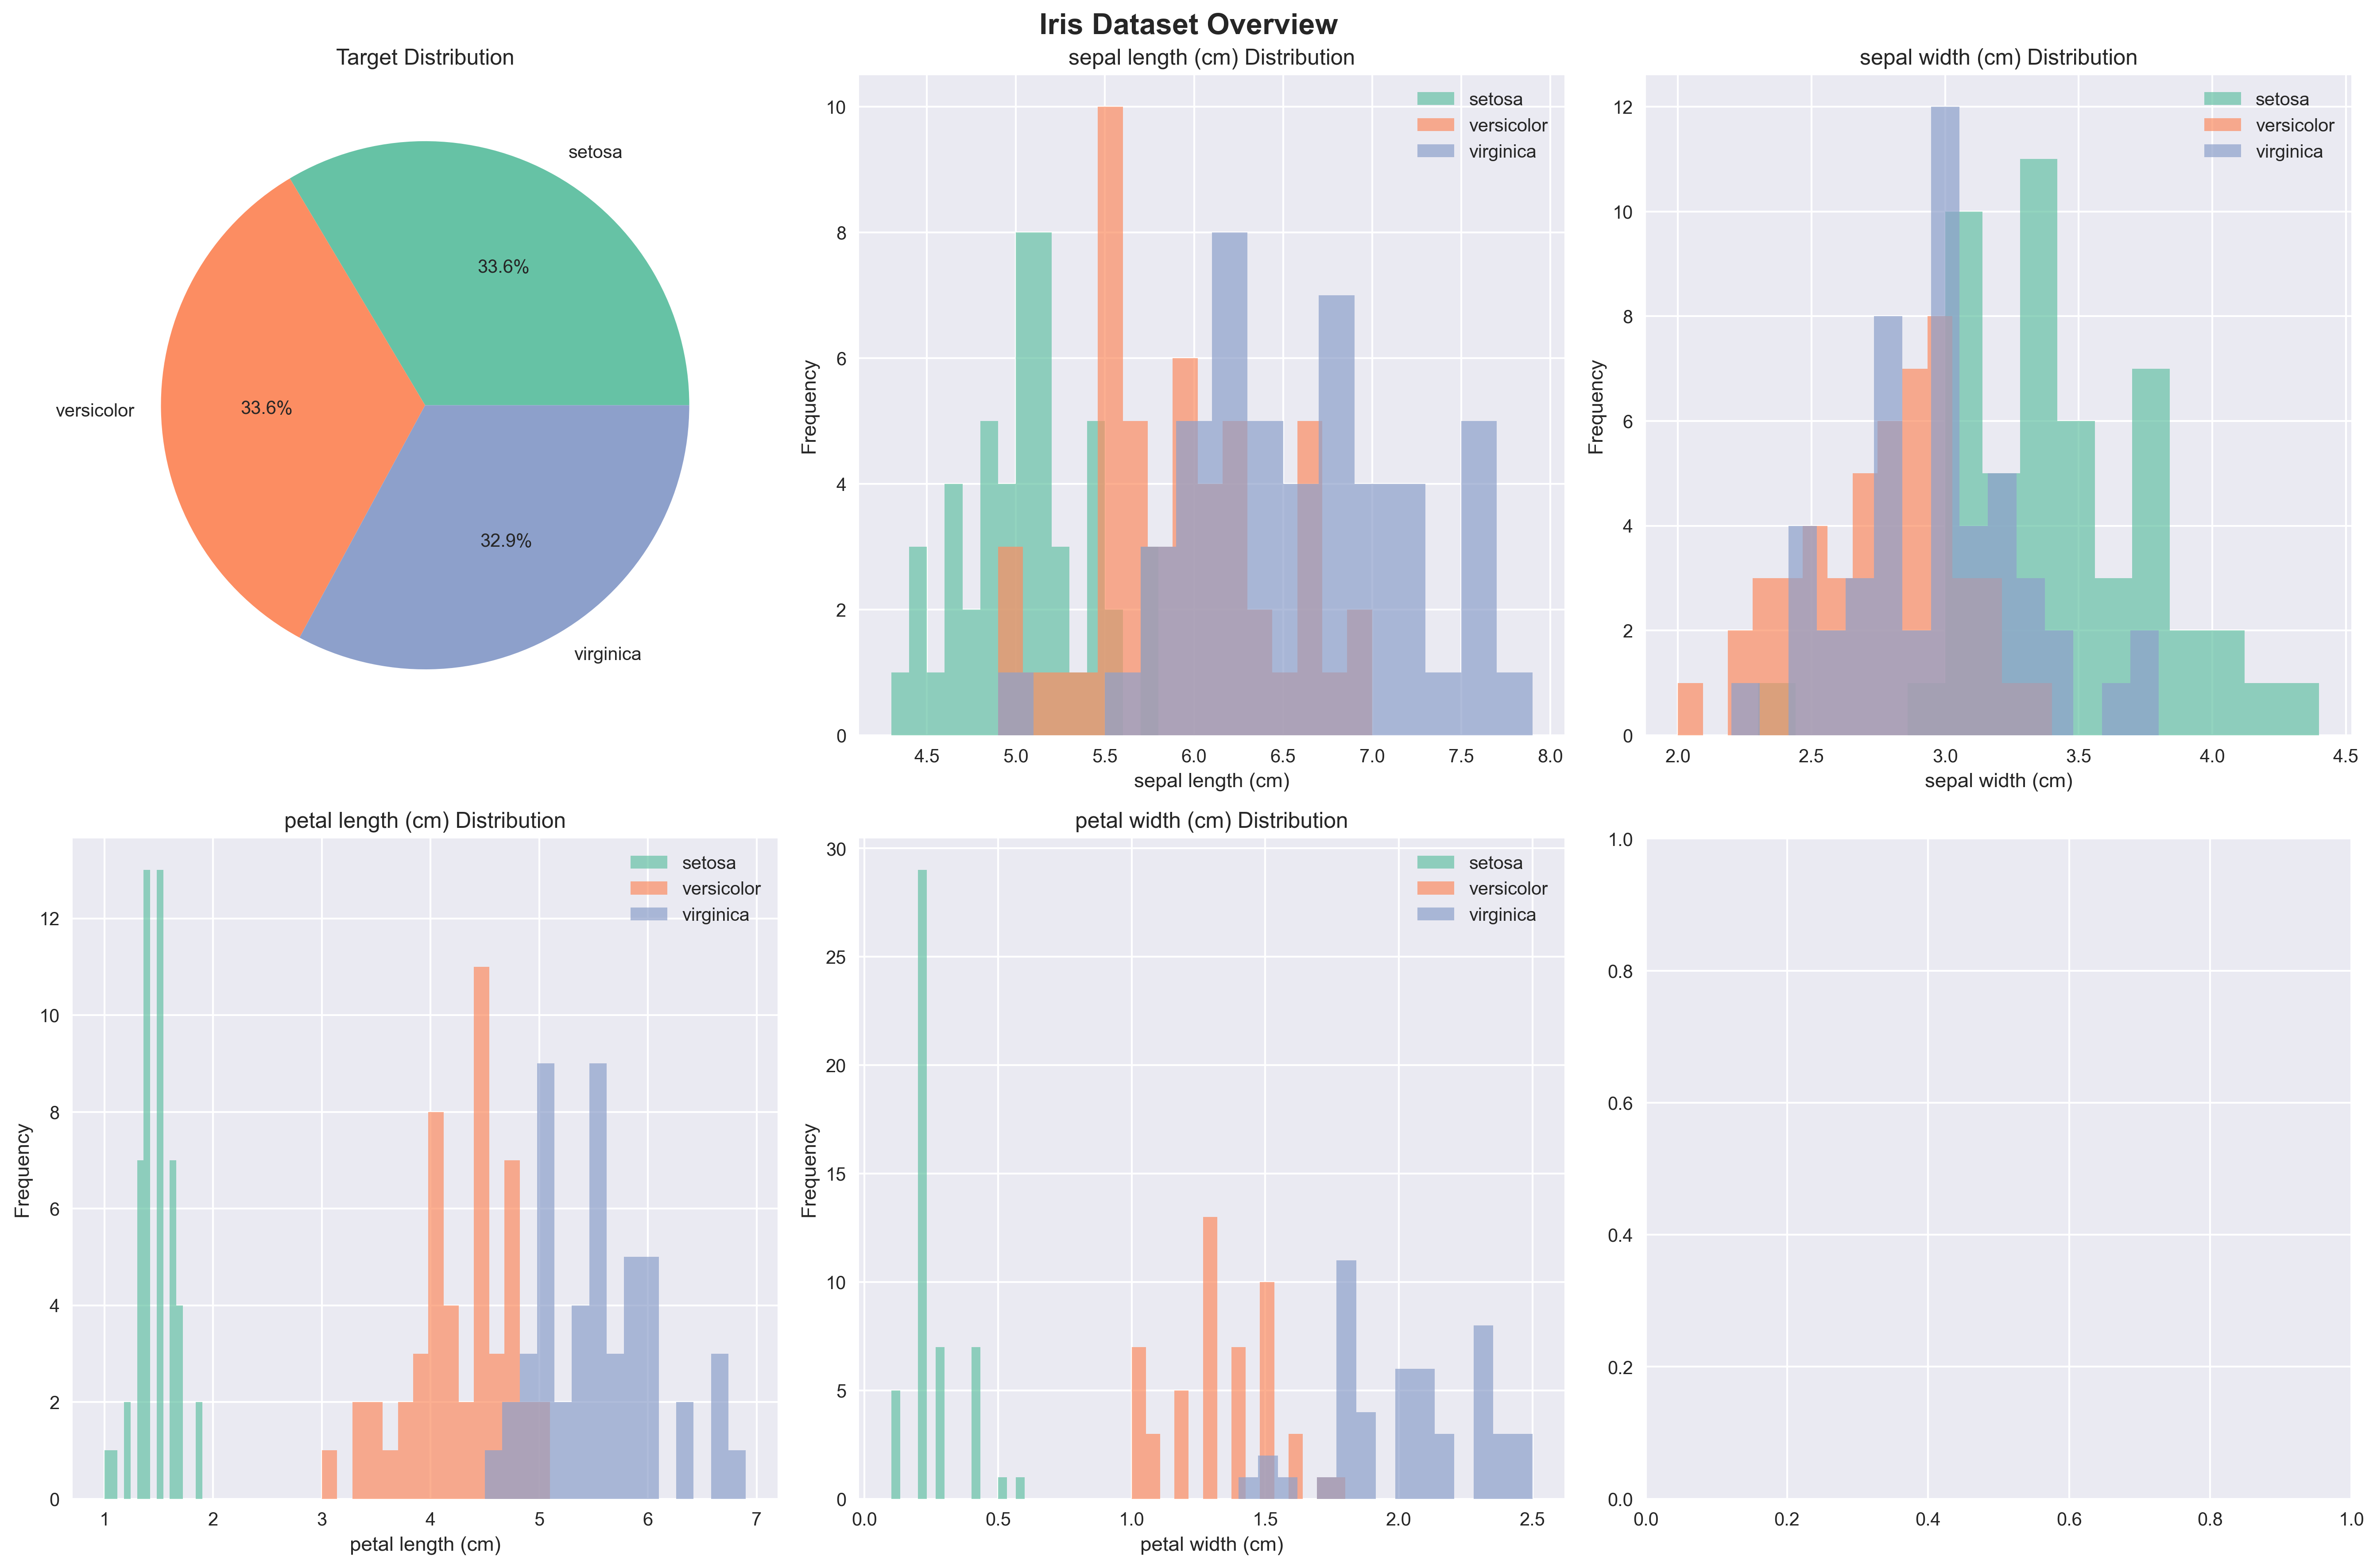 Iris Dataset Overview
Target Distribution
setosa
33.6%
versicolor
33.6%
32.9%
virginica
sepal length (cm) Distribution
setosa
versicolor
virginica
Frequency
10
8
6
4
2
0
4.5 5.0 5.5 6.0 6.5 7.0 7.5 8.0
sepal length (cm)
sepal width (cm) Distribution
setosa
versicolor
virginica
Frequency
12
10
8
6
4
2
0
2.0 2.5 3.0 3.5 4.0 4.5
sepal width (cm)
petal length (cm) Distribution
setosa
versicolor
virginica
Frequency
12
10
8
6
4
2
0
1 2 3 4 5 6 7
petal length (cm)
petal width (cm) Distribution
setosa
versicolor
virginica
Frequency
30
25
20
15
10
5
0
0.0 0.5 1.0 1.5 2.0 2.5
petal width (cm)
1.0
0.8
0.6
0.4
0.2
0.0
0.0 0.2 0.4 0.6 0.8 1.0